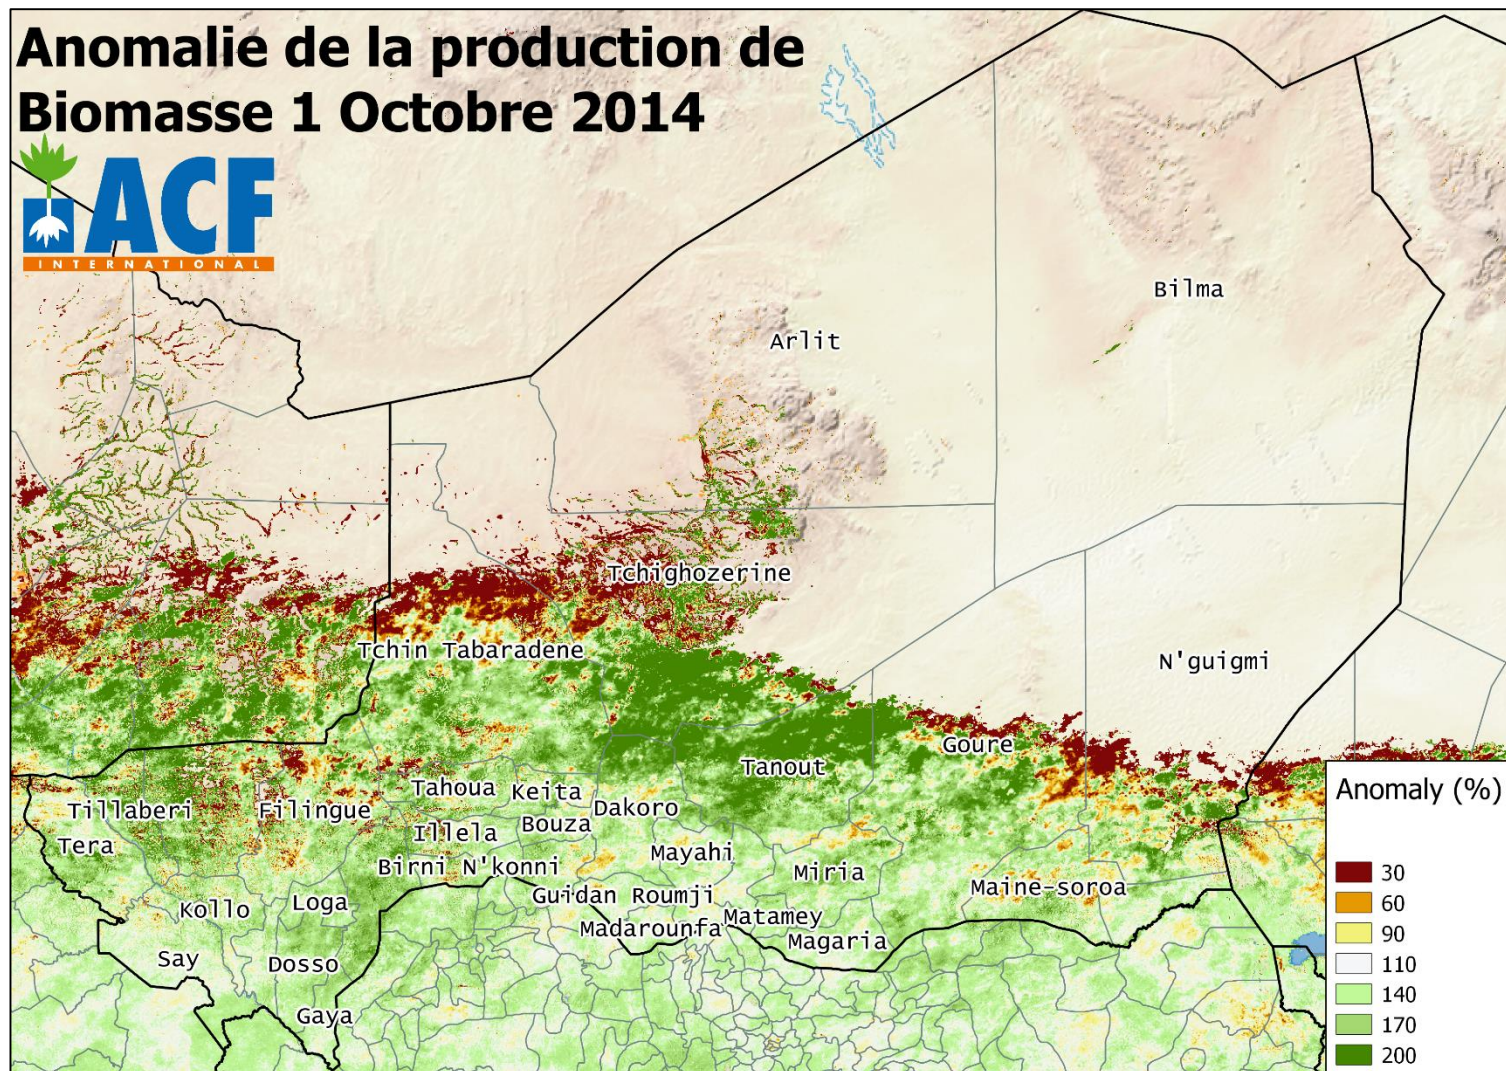 Anomalie de la production de
Biomasse 1 Octobre 2014
ACF
INTERNATIONAL
Bilma
Arlit
Tchighozerine
Tchin Tabaradene
N'guigmi
Goure
Tanout
Tahoua
Keita
Tillaberi
Filingue
Dakoro
Bouza
Illela
Tera
Mayahi
Birni N'konni
Miria
Maine-soroa
Guidan Roumji
Loga
Kollo
Matamey
Madarounfa
Magaria
Say
Dosso
Gaya
Anomaly (%)
30
60
90
110
140
170
200